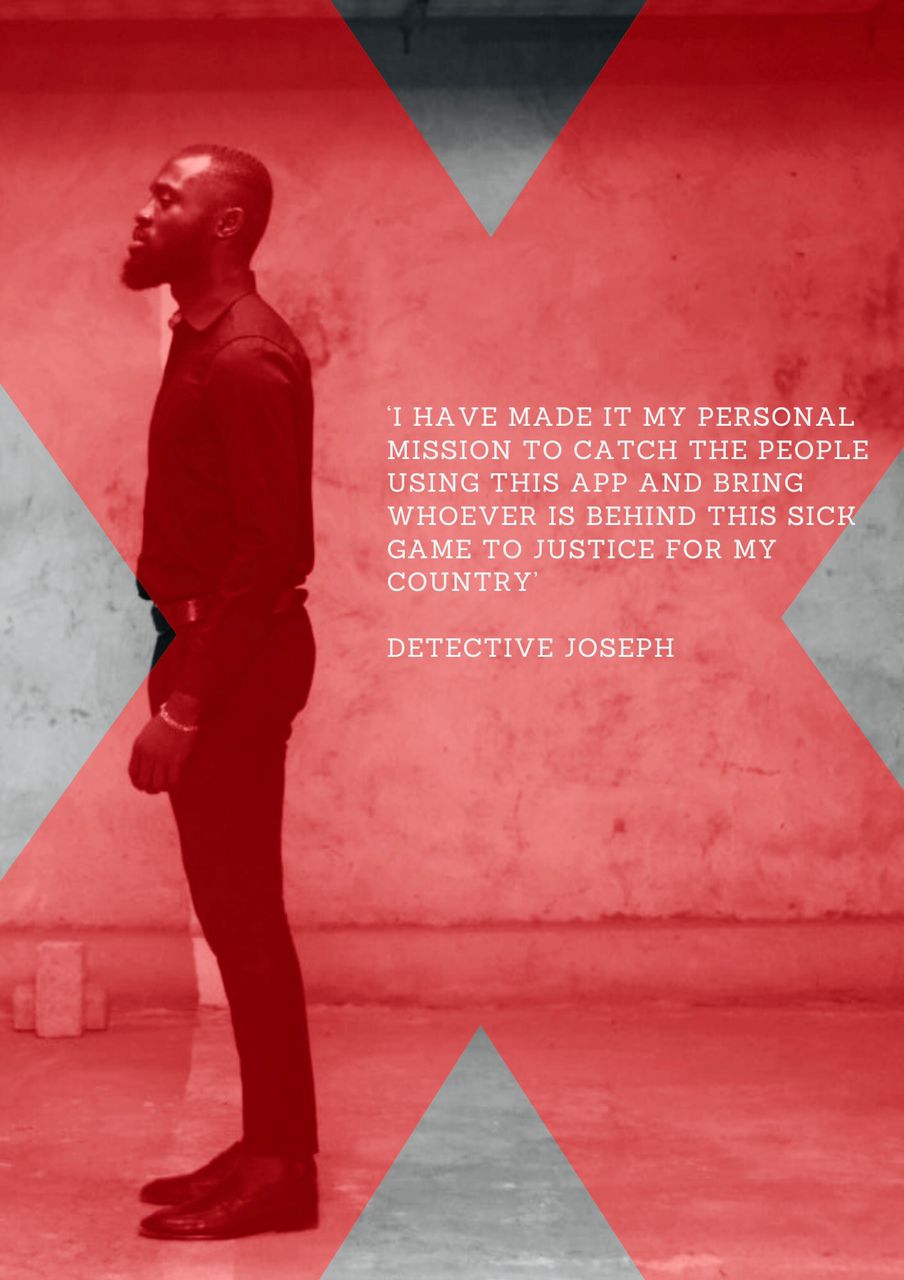 ‘I HAVE MADE IT MY PERSONAL
MISSION TO CATCH THE PEOPLE
USING THIS APP AND BRING
WHOEVER IS BEHIND THIS SICK
GAME TO JUSTICE FOR MY
COUNTRY’
DETECTIVE JOSEPH